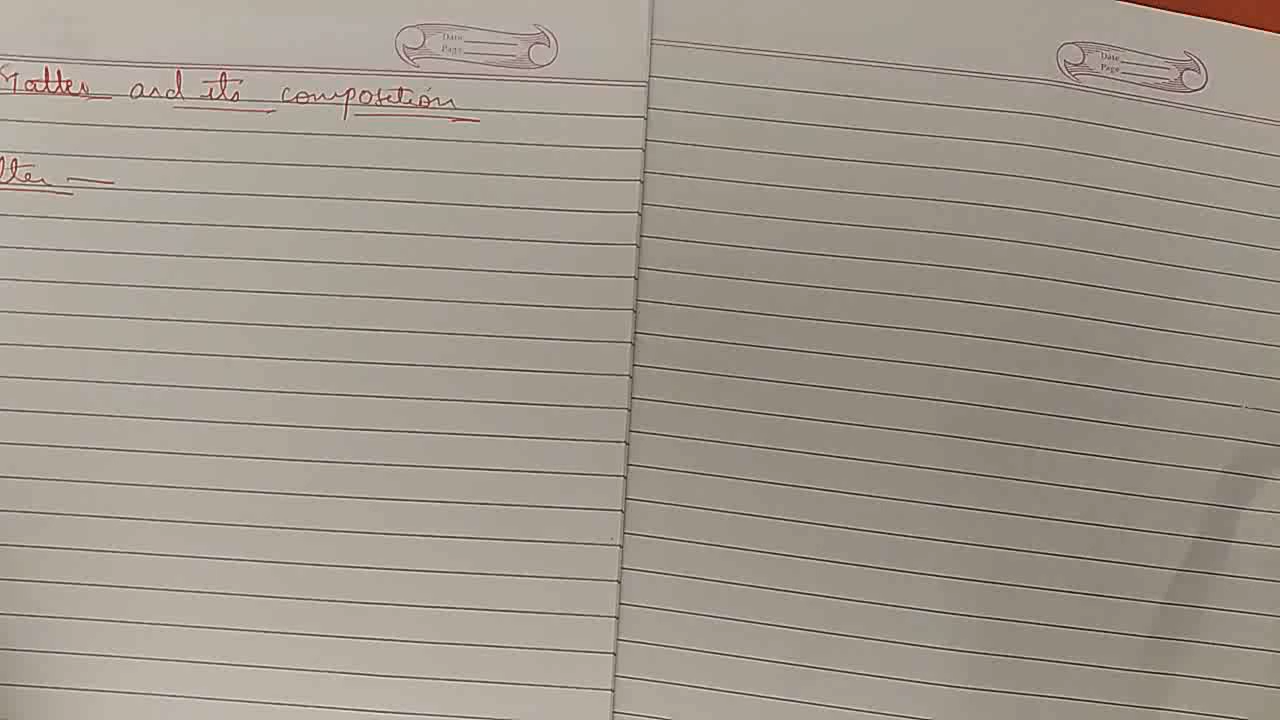 Date
Page
Matter and its composition
tter —
Date
Page